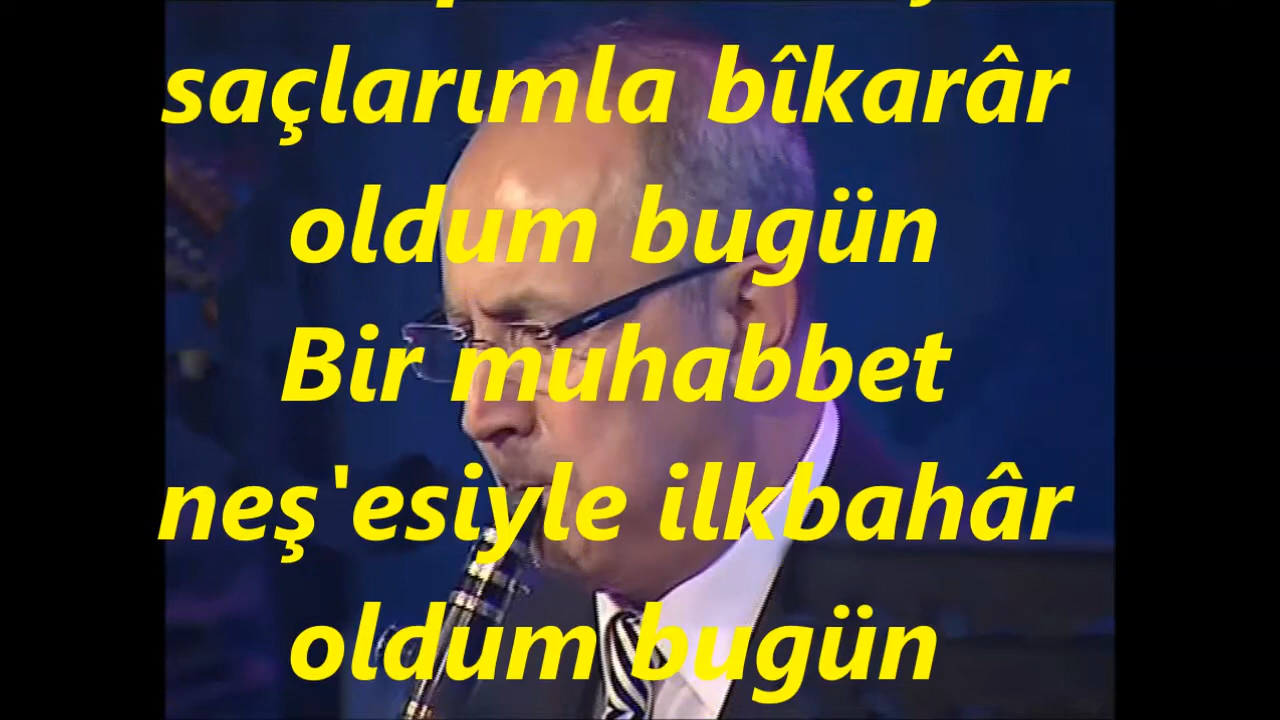 saçlarımla bîkarâr
oldum bugün
Bir muhabbet
neş'esiyle ilkbahâr
oldum bugün